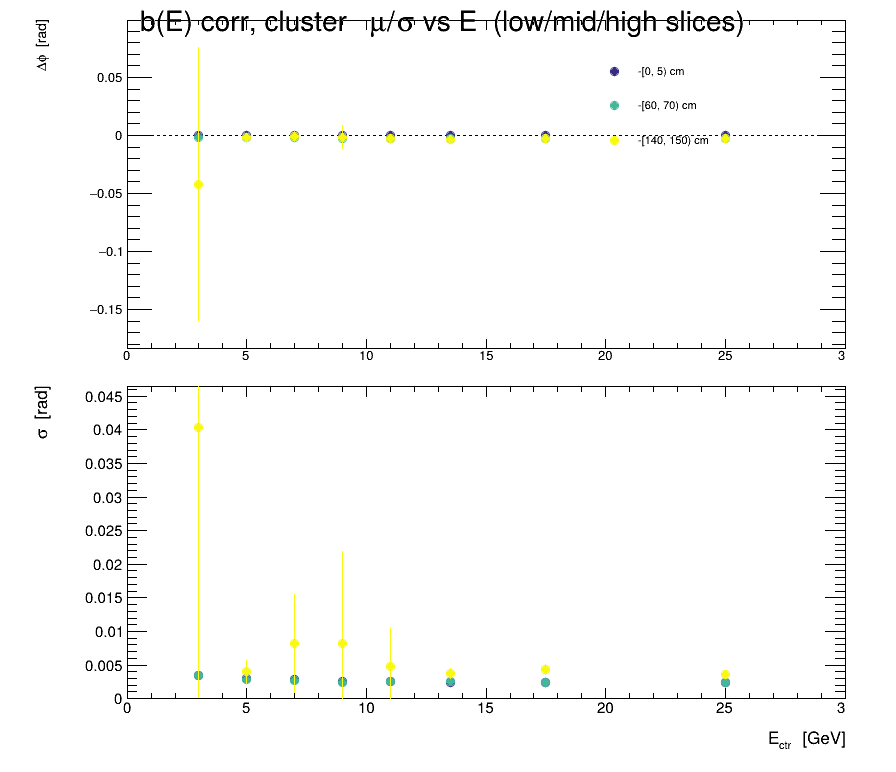 b(E) corr, cluster μ/σ vs E (low/mid/high slices)
Δϕ [rad]
-[0, 5) cm
-[60, 70) cm
-[140, 150) cm
0.05
0
−0.05
−0.1
−0.15
0 5 10 15 20 25 3
σ [rad]
0.045
0.04
0.035
0.03
0.025
0.02
0.015
0.01
0.005
0
0 5 10 15 20 25 3
E_ctr [GeV]